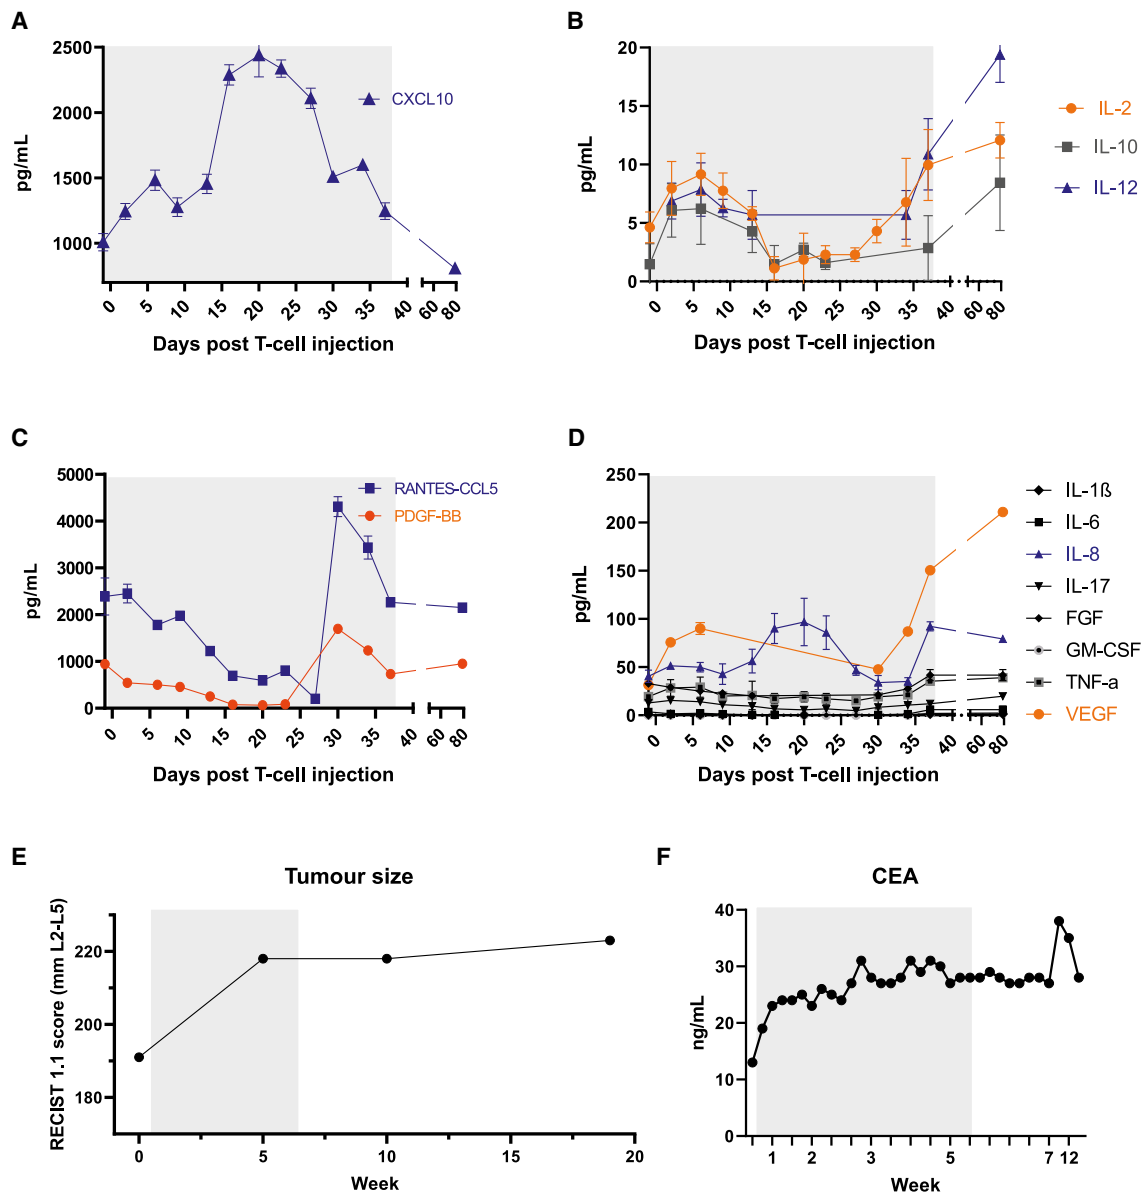 A
2500
2000
1500
1000
pg/mL
CXCL10
0 5 10 15 20 25 30 35 40 60 80
Days post T-cell injection
B
20
15
10
5
0
pg/mL
IL-2
IL-10
IL-12
0 5 10 15 20 25 30 35 40 60 80
Days post T-cell injection
C
5000
4000
3000
2000
1000
0
pg/mL
RANTES-CCL5
PDGF-BB
0 5 10 15 20 25 30 35 40 60 80
Days post T-cell injection
D
250
200
150
100
50
0
pg/mL
IL-1ß
IL-6
IL-8
IL-17
FGF
GM-CSF
TNF-a
VEGF
0 5 10 15 20 25 30 35 40 60 80
Days post T-cell injection
E
Tumour size
RECIST 1.1 score (mm L2-L5)
220
200
180
0 5 10 15 20
Week
F
CEA
40
30
20
10
0
ng/mL
1 2 3 5 7 12
Week